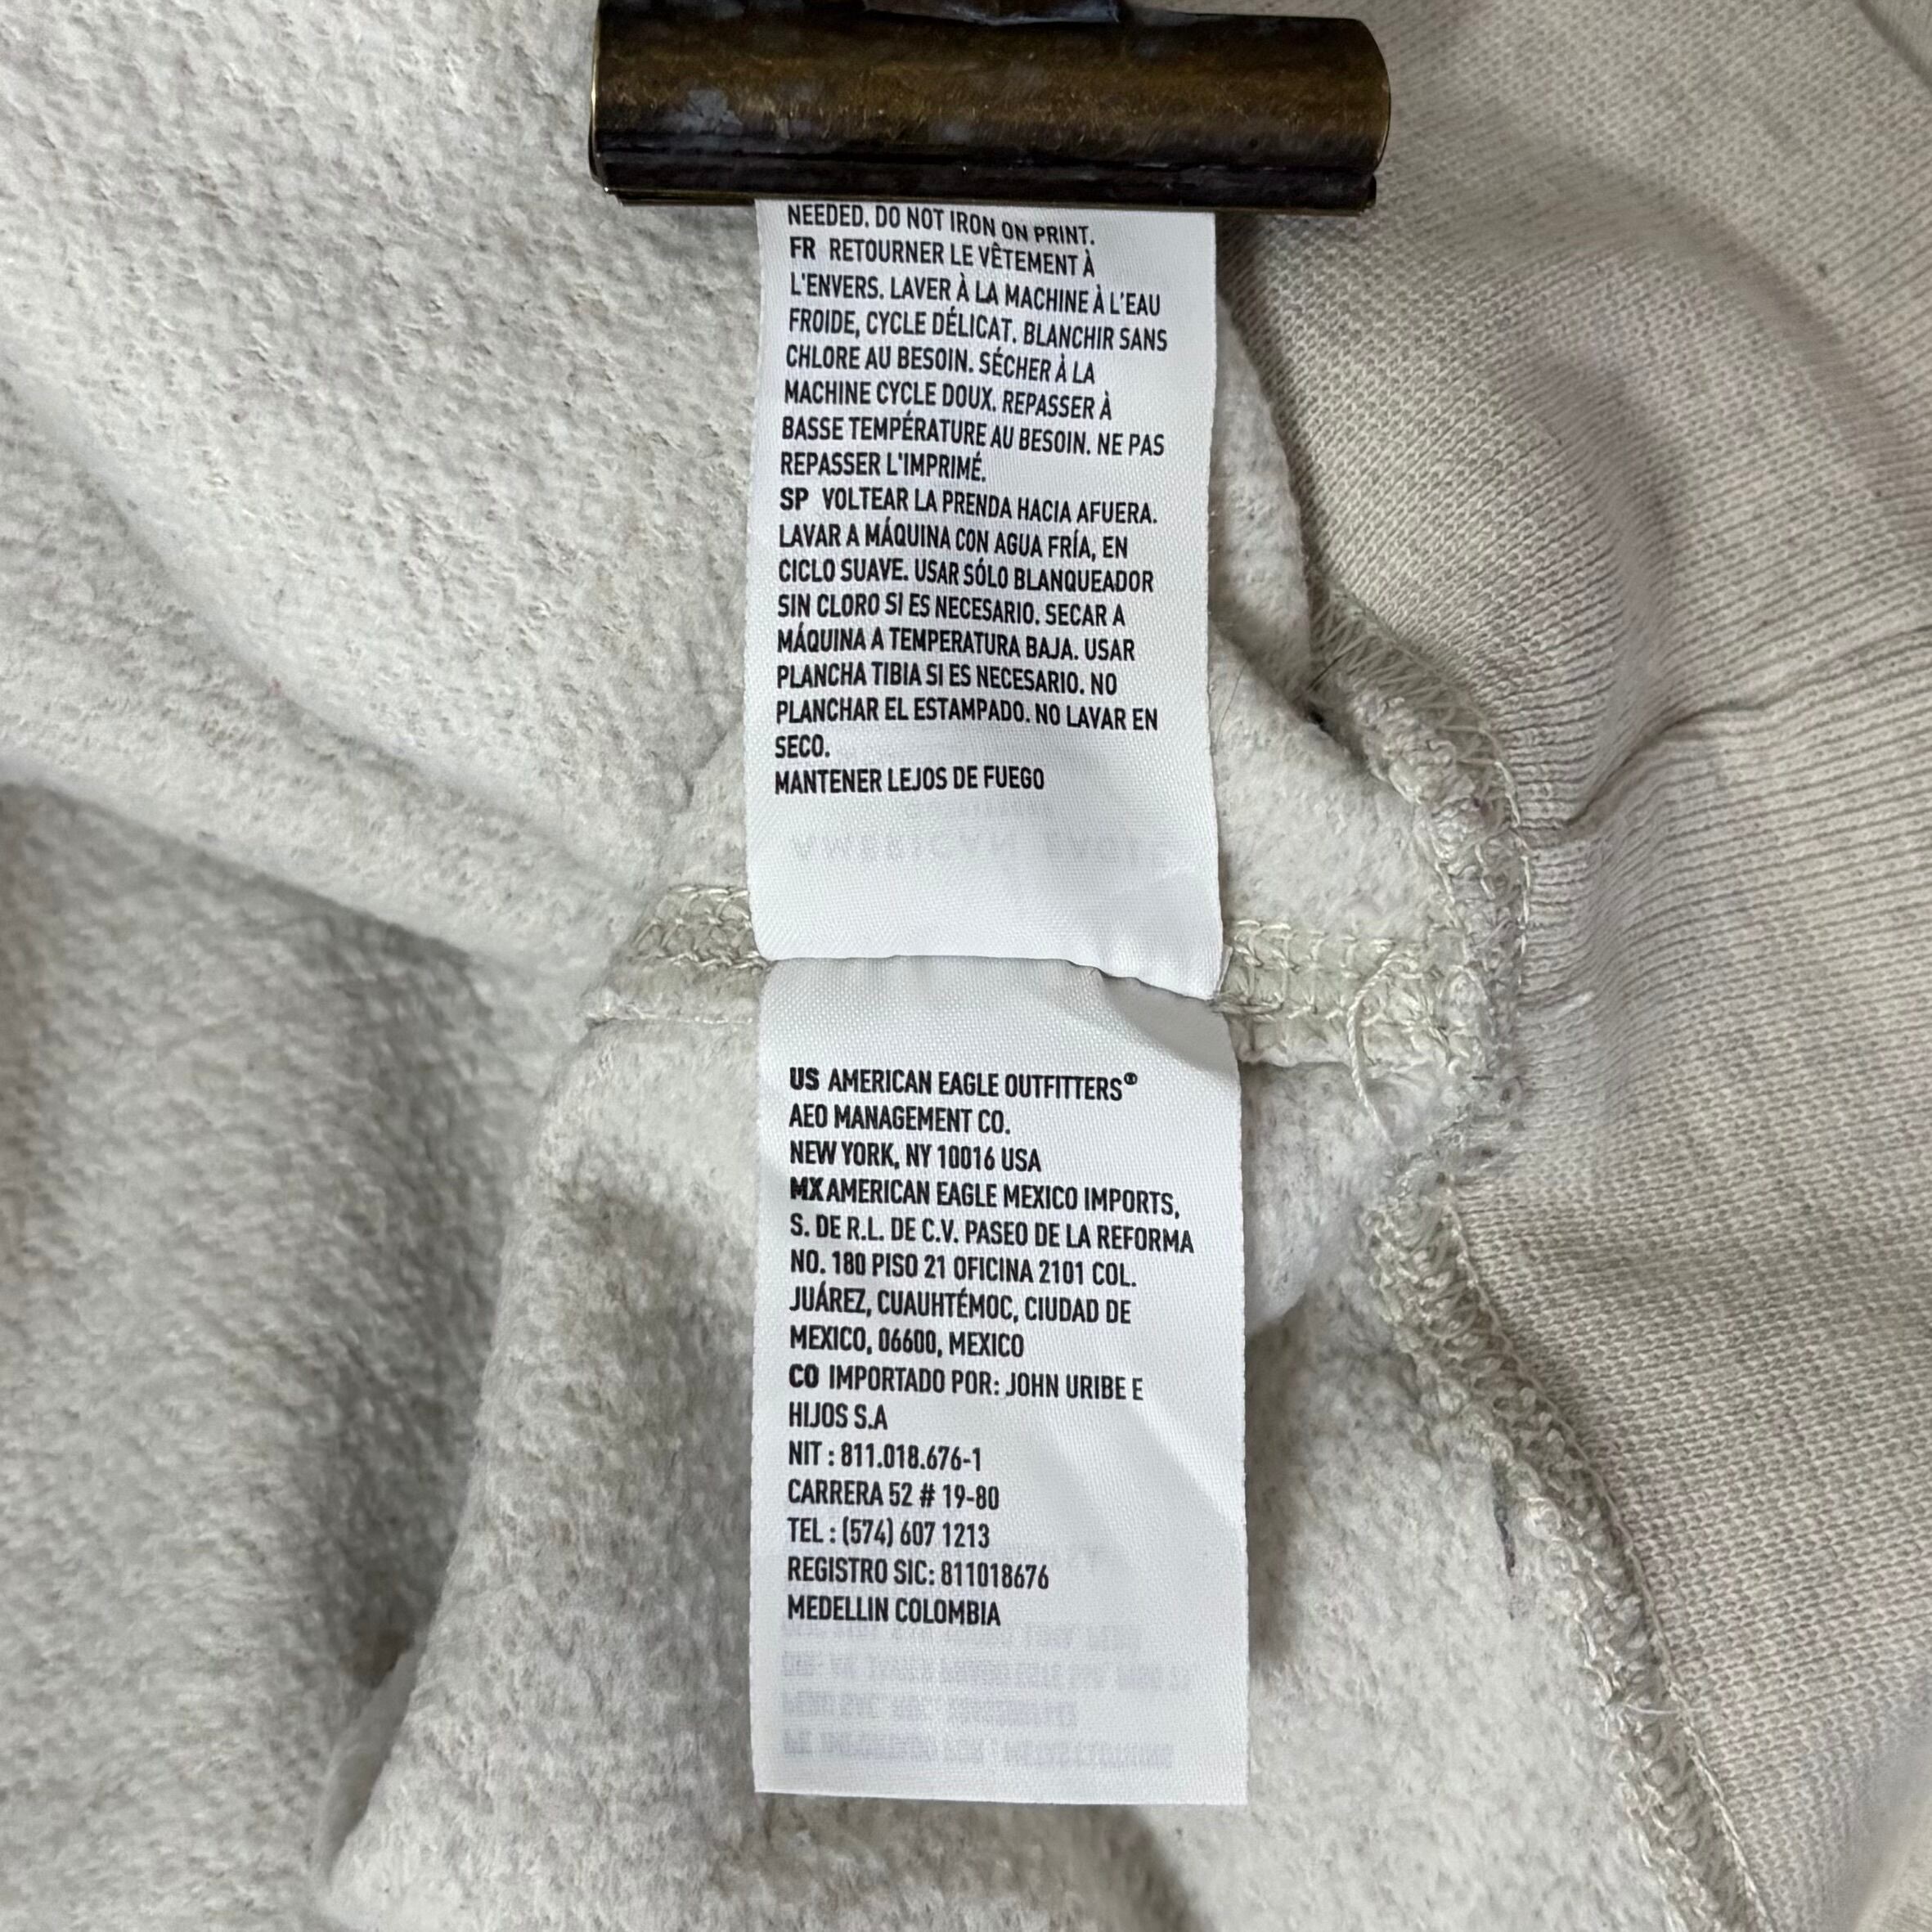 NEEDED. DO NOT IRON ON PRINT.
FR RETOURNER LE VÊTEMENT À
L'ENVERS. LAVER À LA MACHINE À L'EAU
FROIDE, CYCLE DÉLICAT. BLANCHIR SANS
CHLORE AU BESOIN. SÉCHER À LA
MACHINE CYCLE DOUX. REPASSER À
BASSE TEMPÉRATURE AU BESOIN. NE PAS
REPASSER L'IMPRIMÉ.
SP VOLTEAR LA PRENDA HACIA AFUERA.
LAVAR A MÁQUINA CON AGUA FRÍA, EN
CICLO SUAVE. USAR SÓLO BLANQUEADOR
SIN CLORO SI ES NECESARIO. SECAR A
MÁQUINA A TEMPERATURA BAJA. USAR
PLANCHA TIBIA SI ES NECESARIO. NO
PLANCHAR EL ESTAMPADO. NO LAVAR EN
SECO.
MANTENER LEJOS DE FUEGO
US AMERICAN EAGLE OUTFITTERS®
AEO MANAGEMENT CO.
NEW YORK, NY 10016 USA
MX AMERICAN EAGLE MEXICO IMPORTS,
S. DE R.L. DE C.V. PASEO DE LA REFORMA
NO. 180 PISO 21 OFICINA 2101 COL.
JUÁREZ, CUAUHTÉMOC, CIUDAD DE
MEXICO, 06600, MEXICO
CO IMPORTADO POR: JOHN URIBE E
HIJOS S.A
NIT : 811.018.676-1
CARRERA 52 # 19-80
TEL : (574) 607 1213
REGISTRO SIC: 811018676
MEDELLIN COLOMBIA